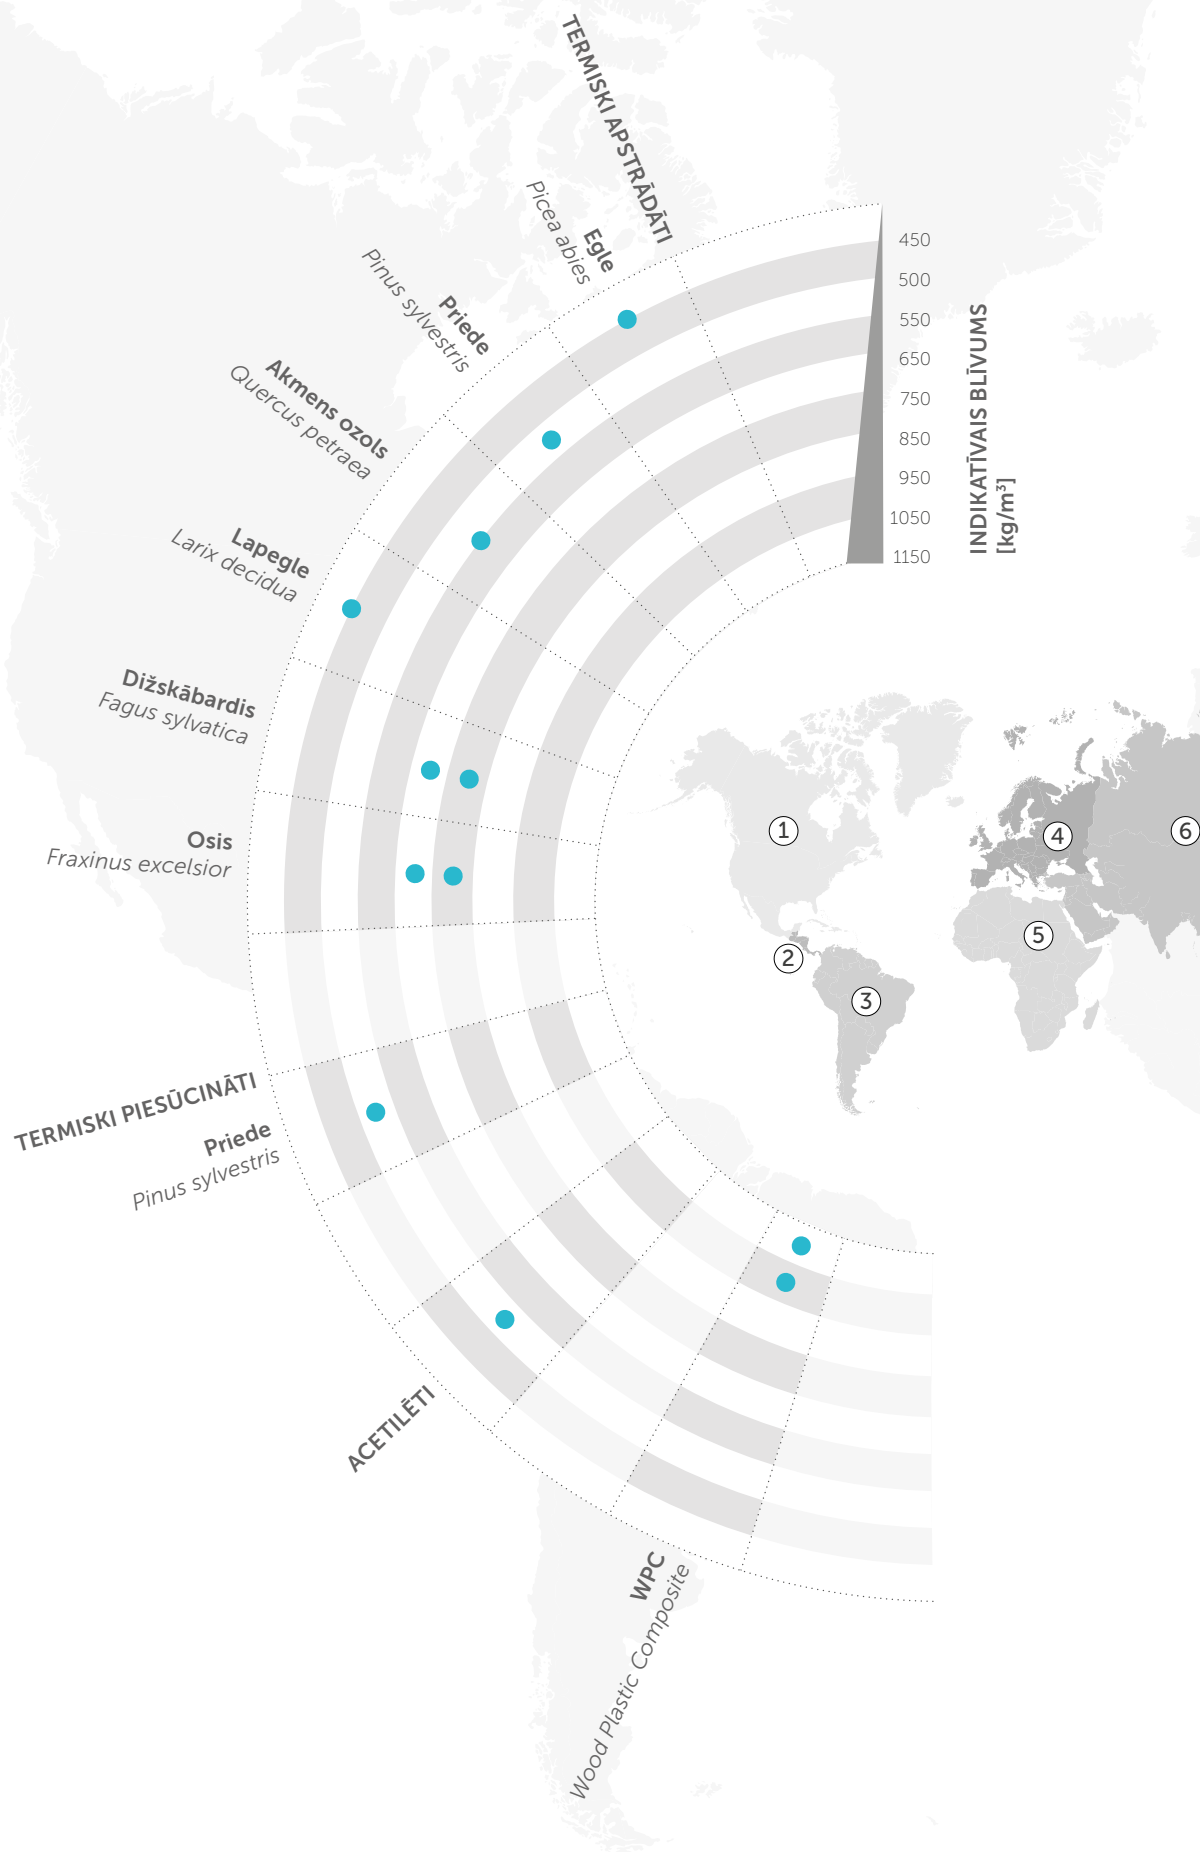 TERMISKI APSTRĀDĀTI
Egle
Picea abies
Priede
Pinus sylvestris
Akmens ozols
Quercus petraea
Lapegle
Larix decidua
Dižskābardis
Fagus sylvatica
Osis
Fraxinus excelsior
TERMISKI PIESŪCINĀTI
Priede
Pinus sylvestris
ACETILĒTI
WPC
Wood Plastic Composite
450
500
550
650
750
850
950
1050
1150
INDIKATĪVAIS BLĪVUMS
[kg/m³]
1
2
3
4
5
6